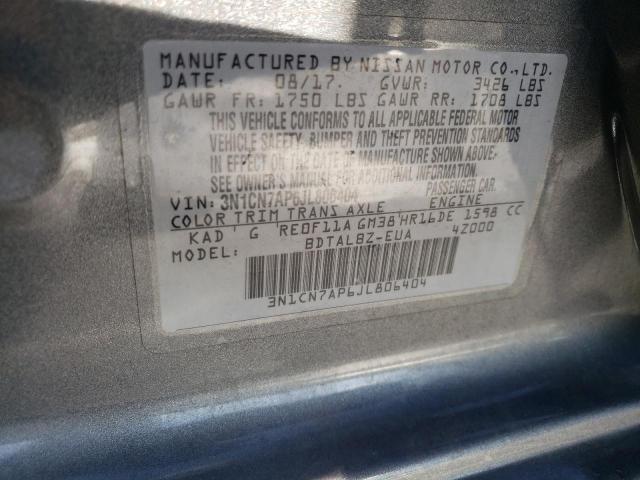 MANUFACTURED BY NISSAN MOTOR CO.,LTD.
DATE: 08/17. GVWR: 3426 LBS
GAWR FR: 1750 LBS GAWR RR: 1708 LBS
THIS VEHICLE CONFORMS TO ALL APPLICABLE FEDERAL MOTOR
VEHICLE SAFETY, BUMPER AND THEFT PREVENTION STANDARDS
IN EFFECT ON THE DATE OF MANUFACTURE SHOWN ABOVE.
SEE OWNER'S MANUAL FOR ADDITIONAL INFORMATION
VIN: 3N1CN7AP6JL806404 PASSENGER CAR.
COLOR TRIM TRANS AXLE ENGINE
KAD G RE0F11A GM38 HR16DE 1598 CC
MODEL: BDTALBZ-EUA 4Z000
3N1CN7AP6JL806404